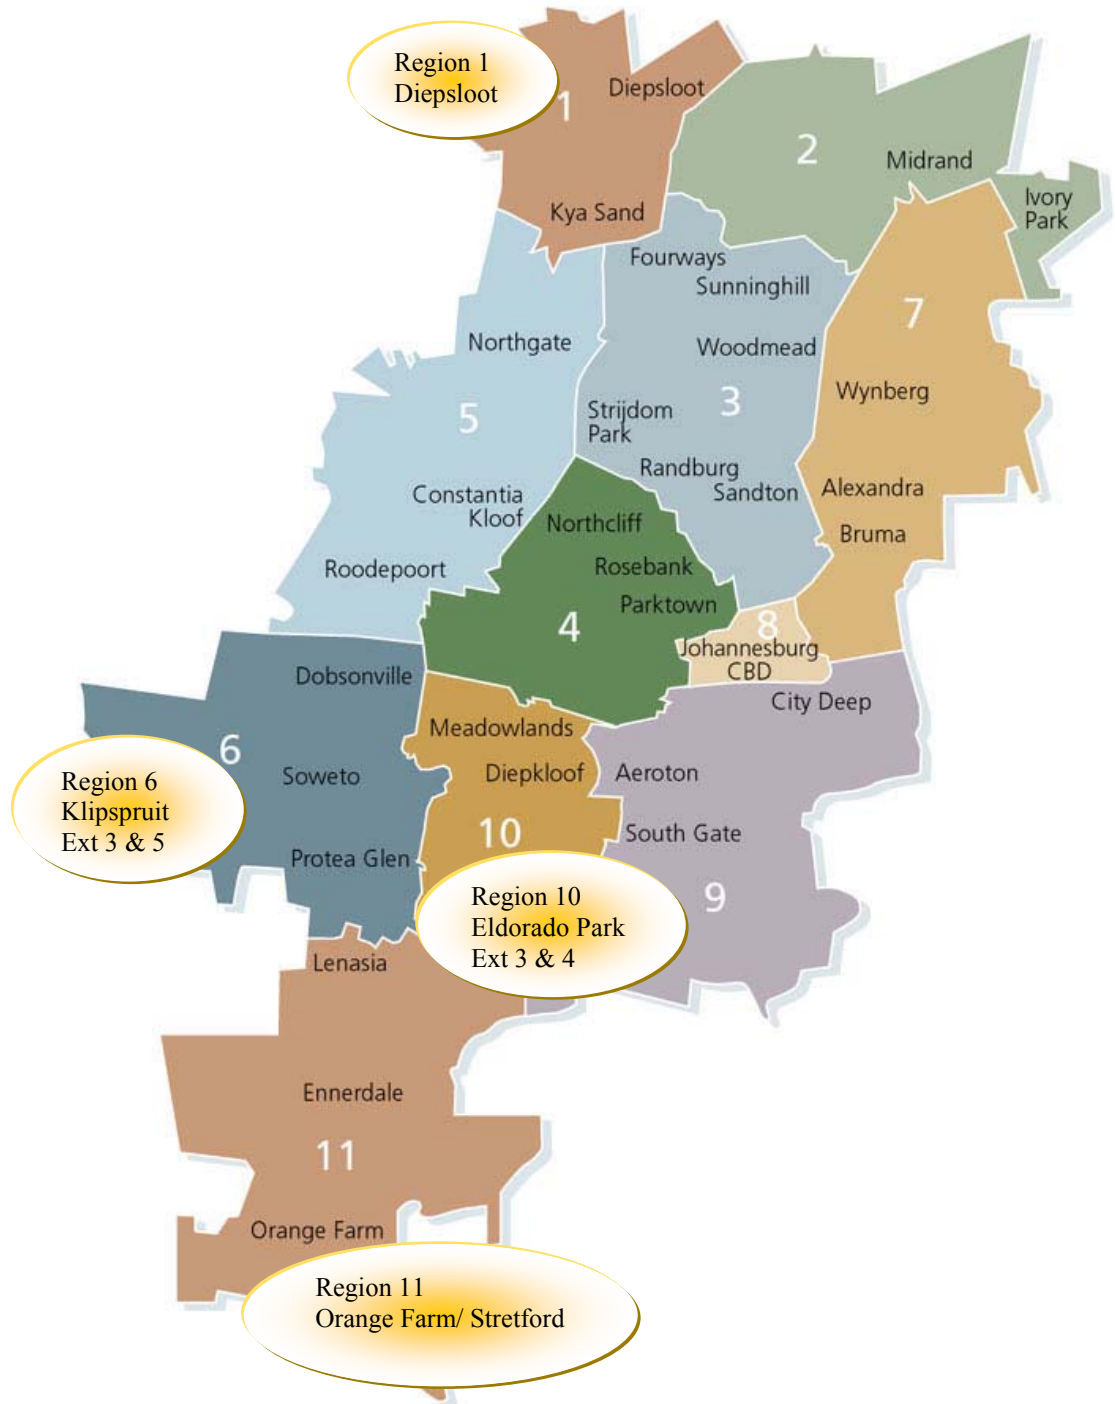 Region 1
Diepsloot
1
Diepsloot
Kya Sand
2
Midrand
Ivory
Park
Fourways
Sunninghill
7
Northgate
Woodmead
5
3
Wynberg
Strijdom
Park
Randburg
Sandton
Constantia
Kloof
Alexandra
Northcliff
Bruma
Roodepoort
Rosebank
Parktown
4
8
Johannesburg
CBD
Dobsonville
City Deep
Meadowlands
6
Soweto
Diepkloof
Aeroton
Region 6
Klipspruit
Ext 3 & 5
10
South Gate
Protea Glen
9
Region 10
Eldorado Park
Ext 3 & 4
Lenasia
Ennerdale
11
Orange Farm
Region 11
Orange Farm/ Stretford